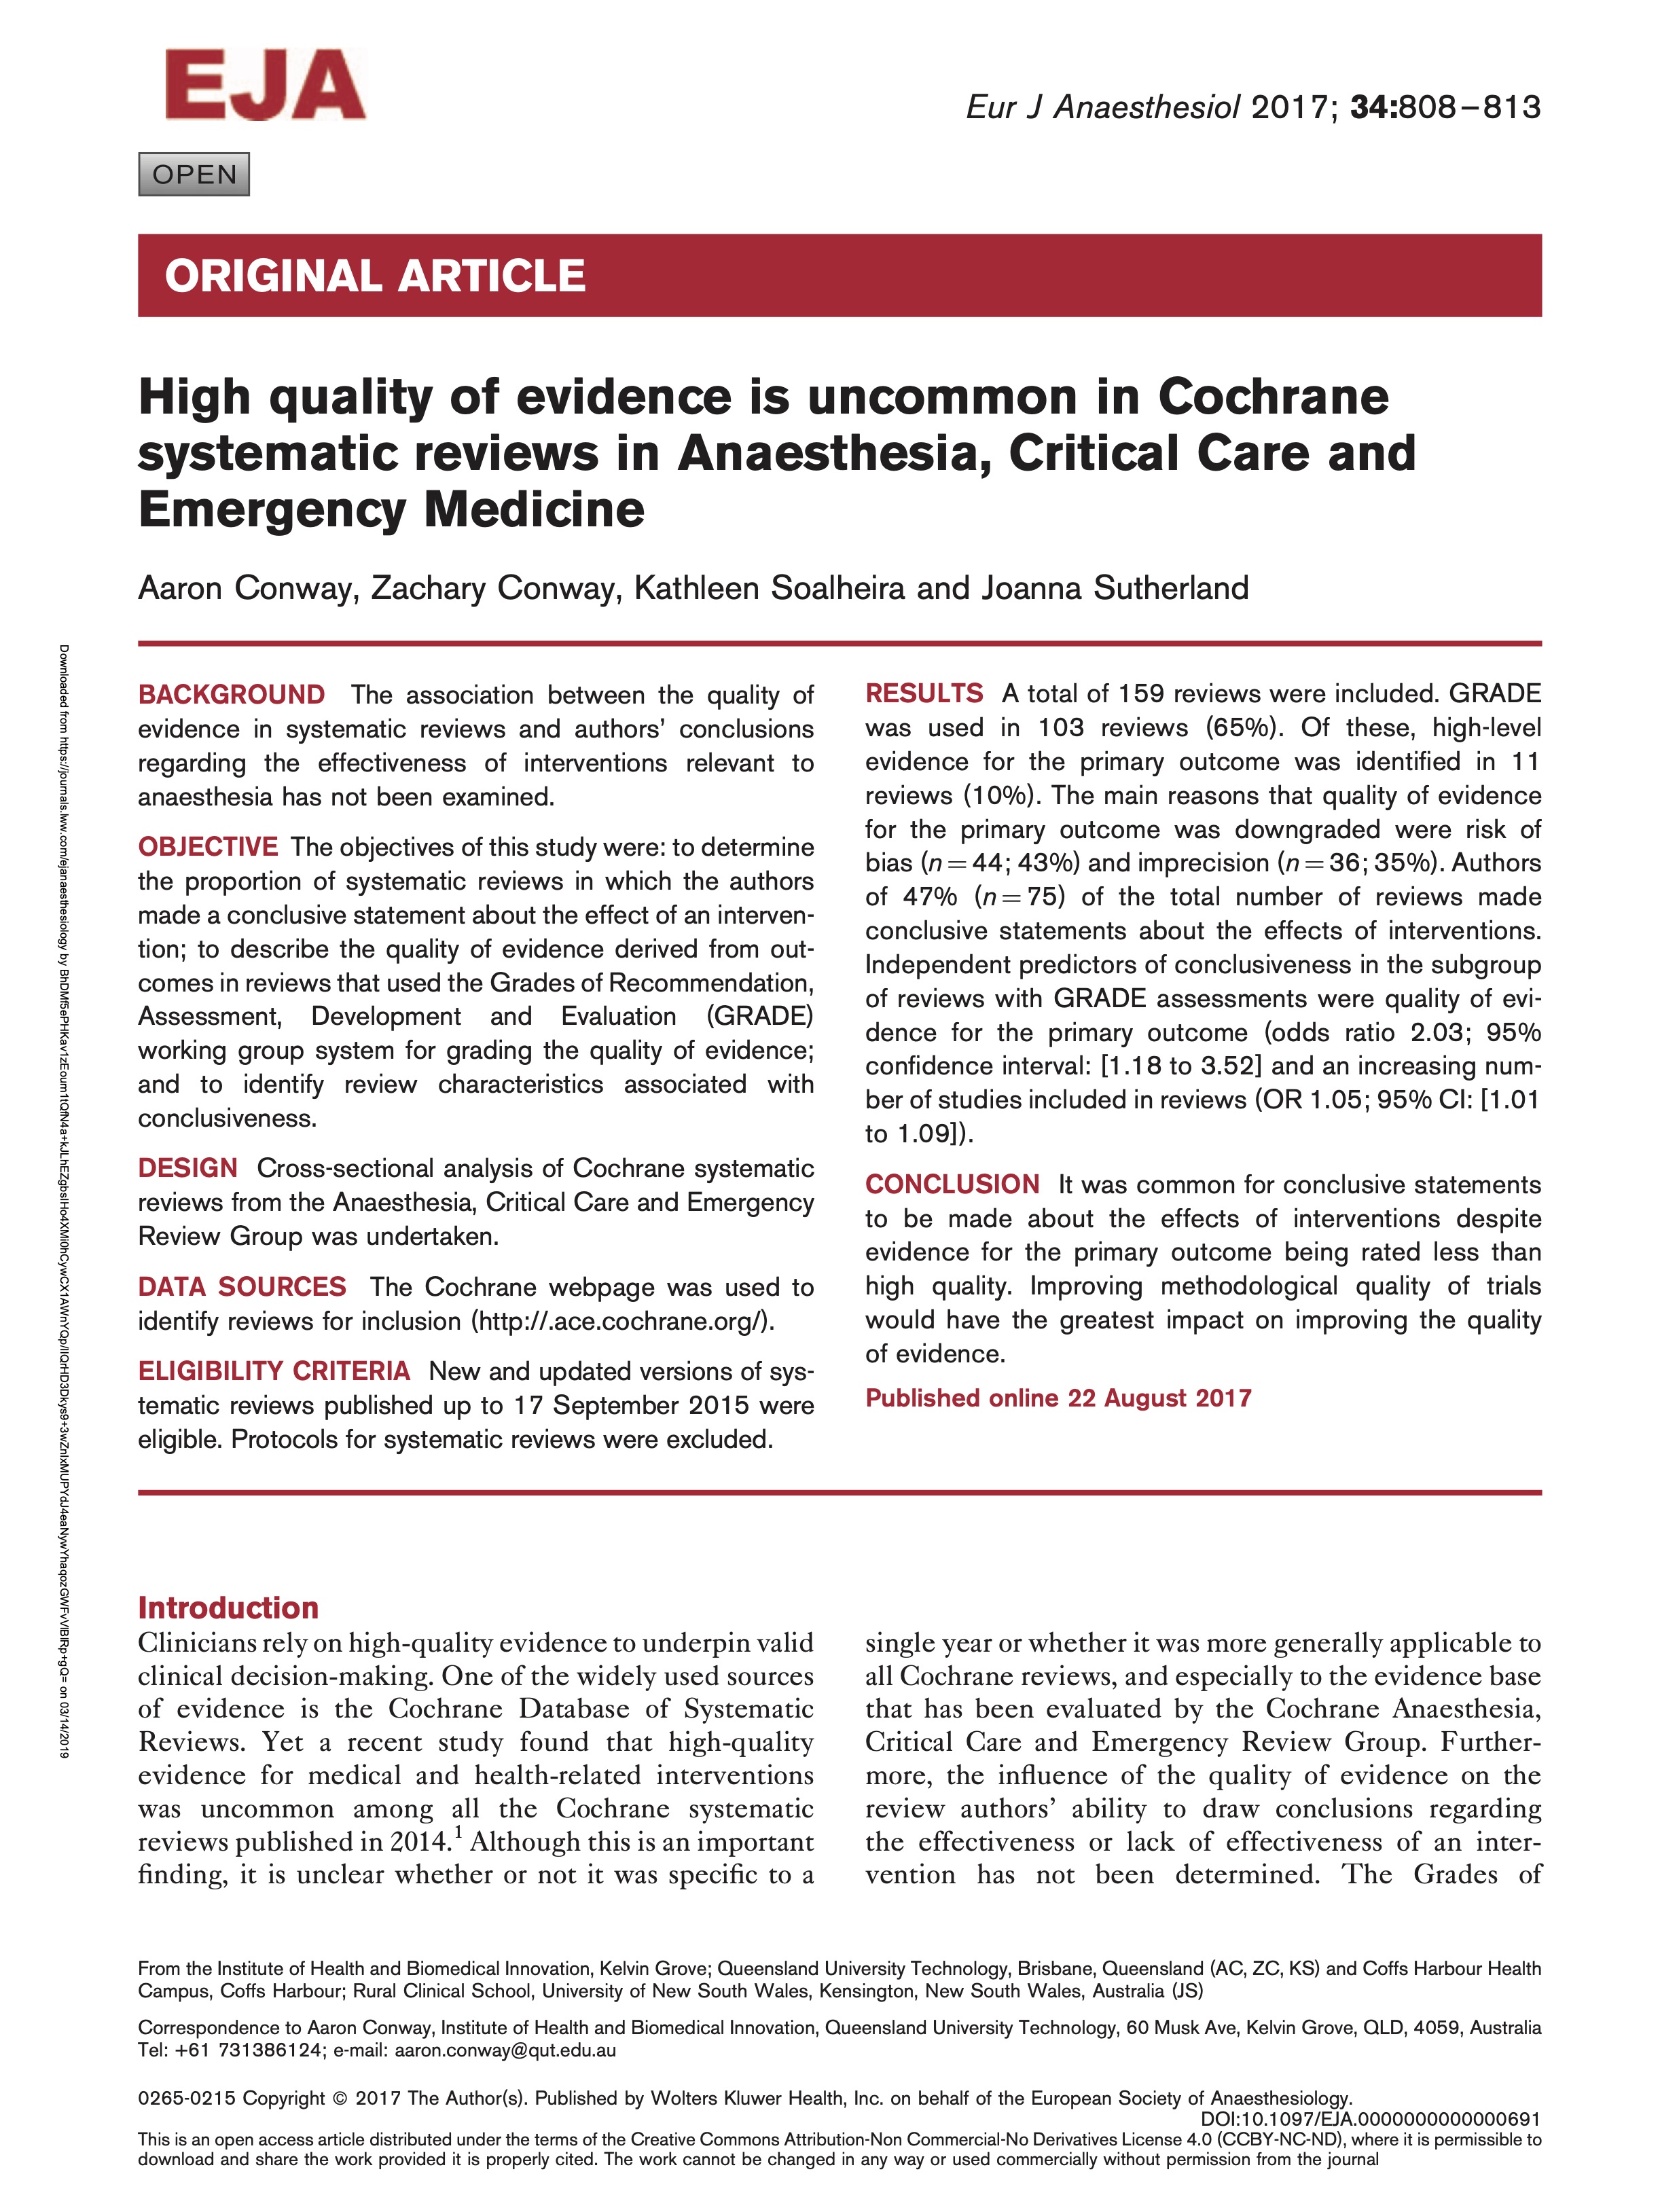 EJA
Eur J Anaesthesiol 2017; 34:808–813
OPEN
ORIGINAL ARTICLE
High quality of evidence is uncommon in Cochrane
systematic reviews in Anaesthesia, Critical Care and
Emergency Medicine
Aaron Conway, Zachary Conway, Kathleen Soalheira and Joanna Sutherland
BACKGROUND The association between the quality of
evidence in systematic reviews and authors’ conclusions
regarding the effectiveness of interventions relevant to
anaesthesia has not been examined.
OBJECTIVE The objectives of this study were: to determine
the proportion of systematic reviews in which the authors
made a conclusive statement about the effect of an interven-
tion; to describe the quality of evidence derived from out-
comes in reviews that used the Grades of Recommendation,
Assessment, Development and Evaluation (GRADE)
working group system for grading the quality of evidence;
and to identify review characteristics associated with
conclusiveness.
DESIGN Cross-sectional analysis of Cochrane systematic
reviews from the Anaesthesia, Critical Care and Emergency
Review Group was undertaken.
DATA SOURCES The Cochrane webpage was used to
identify reviews for inclusion (http://.ace.cochrane.org/).
ELIGIBILITY CRITERIA New and updated versions of sys-
tematic reviews published up to 17 September 2015 were
eligible. Protocols for systematic reviews were excluded.
RESULTS A total of 159 reviews were included. GRADE
was used in 103 reviews (65%). Of these, high-level
evidence for the primary outcome was identified in 11
reviews (10%). The main reasons that quality of evidence
for the primary outcome was downgraded were risk of
bias (n = 44; 43%) and imprecision (n = 36; 35%). Authors
of 47% (n = 75) of the total number of reviews made
conclusive statements about the effects of interventions.
Independent predictors of conclusiveness in the subgroup
of reviews with GRADE assessments were quality of evi-
dence for the primary outcome (odds ratio 2.03; 95%
confidence interval: [1.18 to 3.52] and an increasing num-
ber of studies included in reviews (OR 1.05; 95% CI: [1.01
to 1.09]).
CONCLUSION It was common for conclusive statements
to be made about the effects of interventions despite
evidence for the primary outcome being rated less than
high quality. Improving methodological quality of trials
would have the greatest impact on improving the quality
of evidence.
Published online 22 August 2017
Introduction
Clinicians rely on high-quality evidence to underpin valid
clinical decision-making. One of the widely used sources
of evidence is the Cochrane Database of Systematic
Reviews. Yet a recent study found that high-quality
evidence for medical and health-related interventions
was uncommon among all the Cochrane systematic
reviews published in 2014.1 Although this is an important
finding, it is unclear whether or not it was specific to a
single year or whether it was more generally applicable to
all Cochrane reviews, and especially to the evidence base
that has been evaluated by the Cochrane Anaesthesia,
Critical Care and Emergency Review Group. Further-
more, the influence of the quality of evidence on the
review authors’ ability to draw conclusions regarding
the effectiveness or lack of effectiveness of an inter-
vention has not been determined. The Grades of
From the Institute of Health and Biomedical Innovation, Kelvin Grove; Queensland University Technology, Brisbane, Queensland (AC, ZC, KS) and Coffs Harbour Health
Campus, Coffs Harbour; Rural Clinical School, University of New South Wales, Kensington, New South Wales, Australia (JS)
Correspondence to Aaron Conway, Institute of Health and Biomedical Innovation, Queensland University Technology, 60 Musk Ave, Kelvin Grove, QLD, 4059, Australia
Tel: +61 731386124; e-mail: aaron.conway@qut.edu.au
0265-0215 Copyright © 2017 The Author(s). Published by Wolters Kluwer Health, Inc. on behalf of the European Society of Anaesthesiology.
DOI:10.1097/EJA.0000000000000691
This is an open access article distributed under the terms of the Creative Commons Attribution-Non Commercial-No Derivatives License 4.0 (CCBY-NC-ND), where it is permissible to
download and share the work provided it is properly cited. The work cannot be changed in any way or used commercially without permission from the journal
Downloaded from https://journals.lww.com/ejanaesthesiology by on 03/14/2019